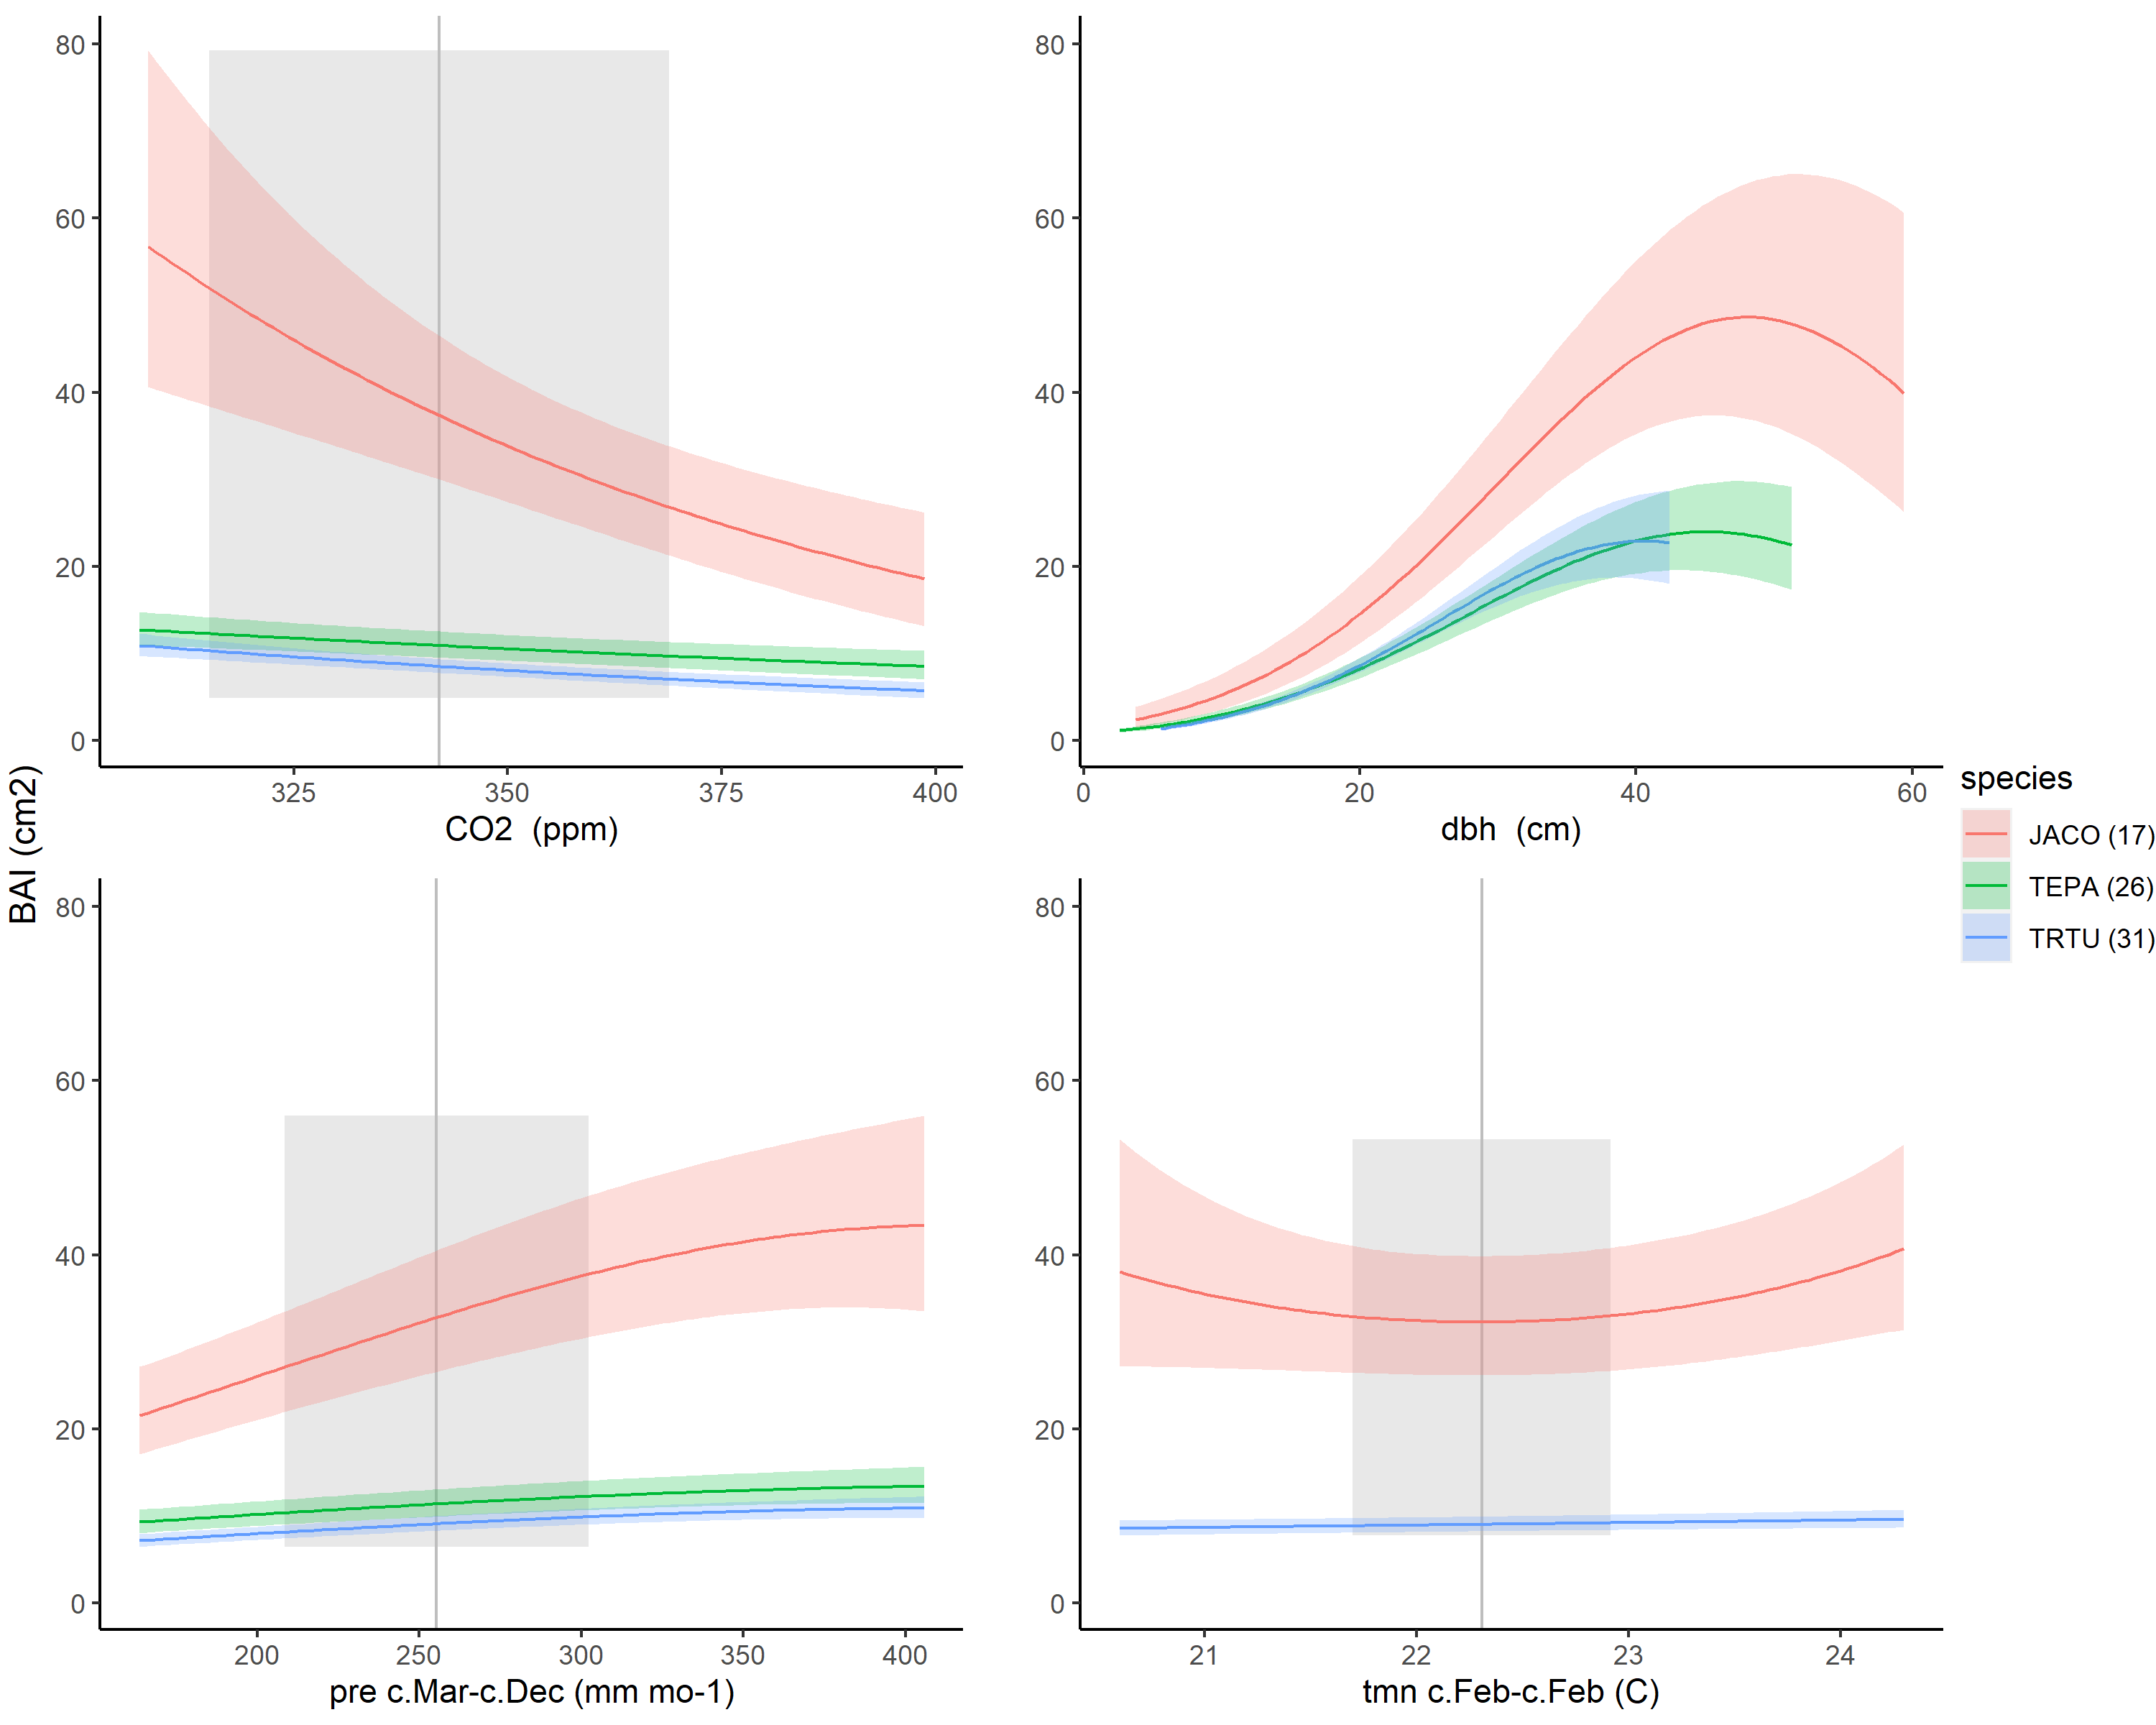 BAI (cm2)
80
60
40
20
0
325 350 375 400
CO2 (ppm)
80
60
40
20
0
0 20 40 60
dbh (cm)
80
60
40
20
0
200 250 300 350 400
pre c.Mar-c.Dec (mm mo-1)
80
60
40
20
0
21 22 23 24
tmn c.Feb-c.Feb (C)
species
JACO (17)
TEPA (26)
TRTU (31)